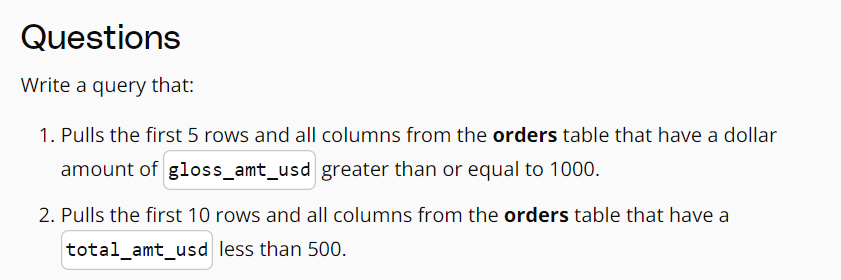 Questions
Write a query that:
1. Pulls the first 5 rows and all columns from the orders table that have a dollar
amount of gloss_amt_usd greater than or equal to 1000.
2. Pulls the first 10 rows and all columns from the orders table that have a
total_amt_usd less than 500.